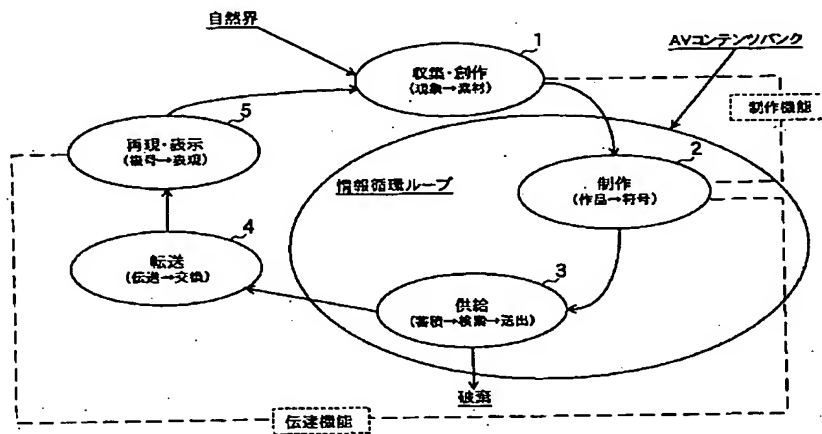 自然界
1
AVコンテンツバンク
収集・創作
(現象→素材)
制作機能
5
再現・表示
(復号→表現)
2
制作
(作品→符号)
情報循環ループ
4
転送
(伝送→交換)
3
供給
(蓄積→検索→送出)
破棄
伝達機能